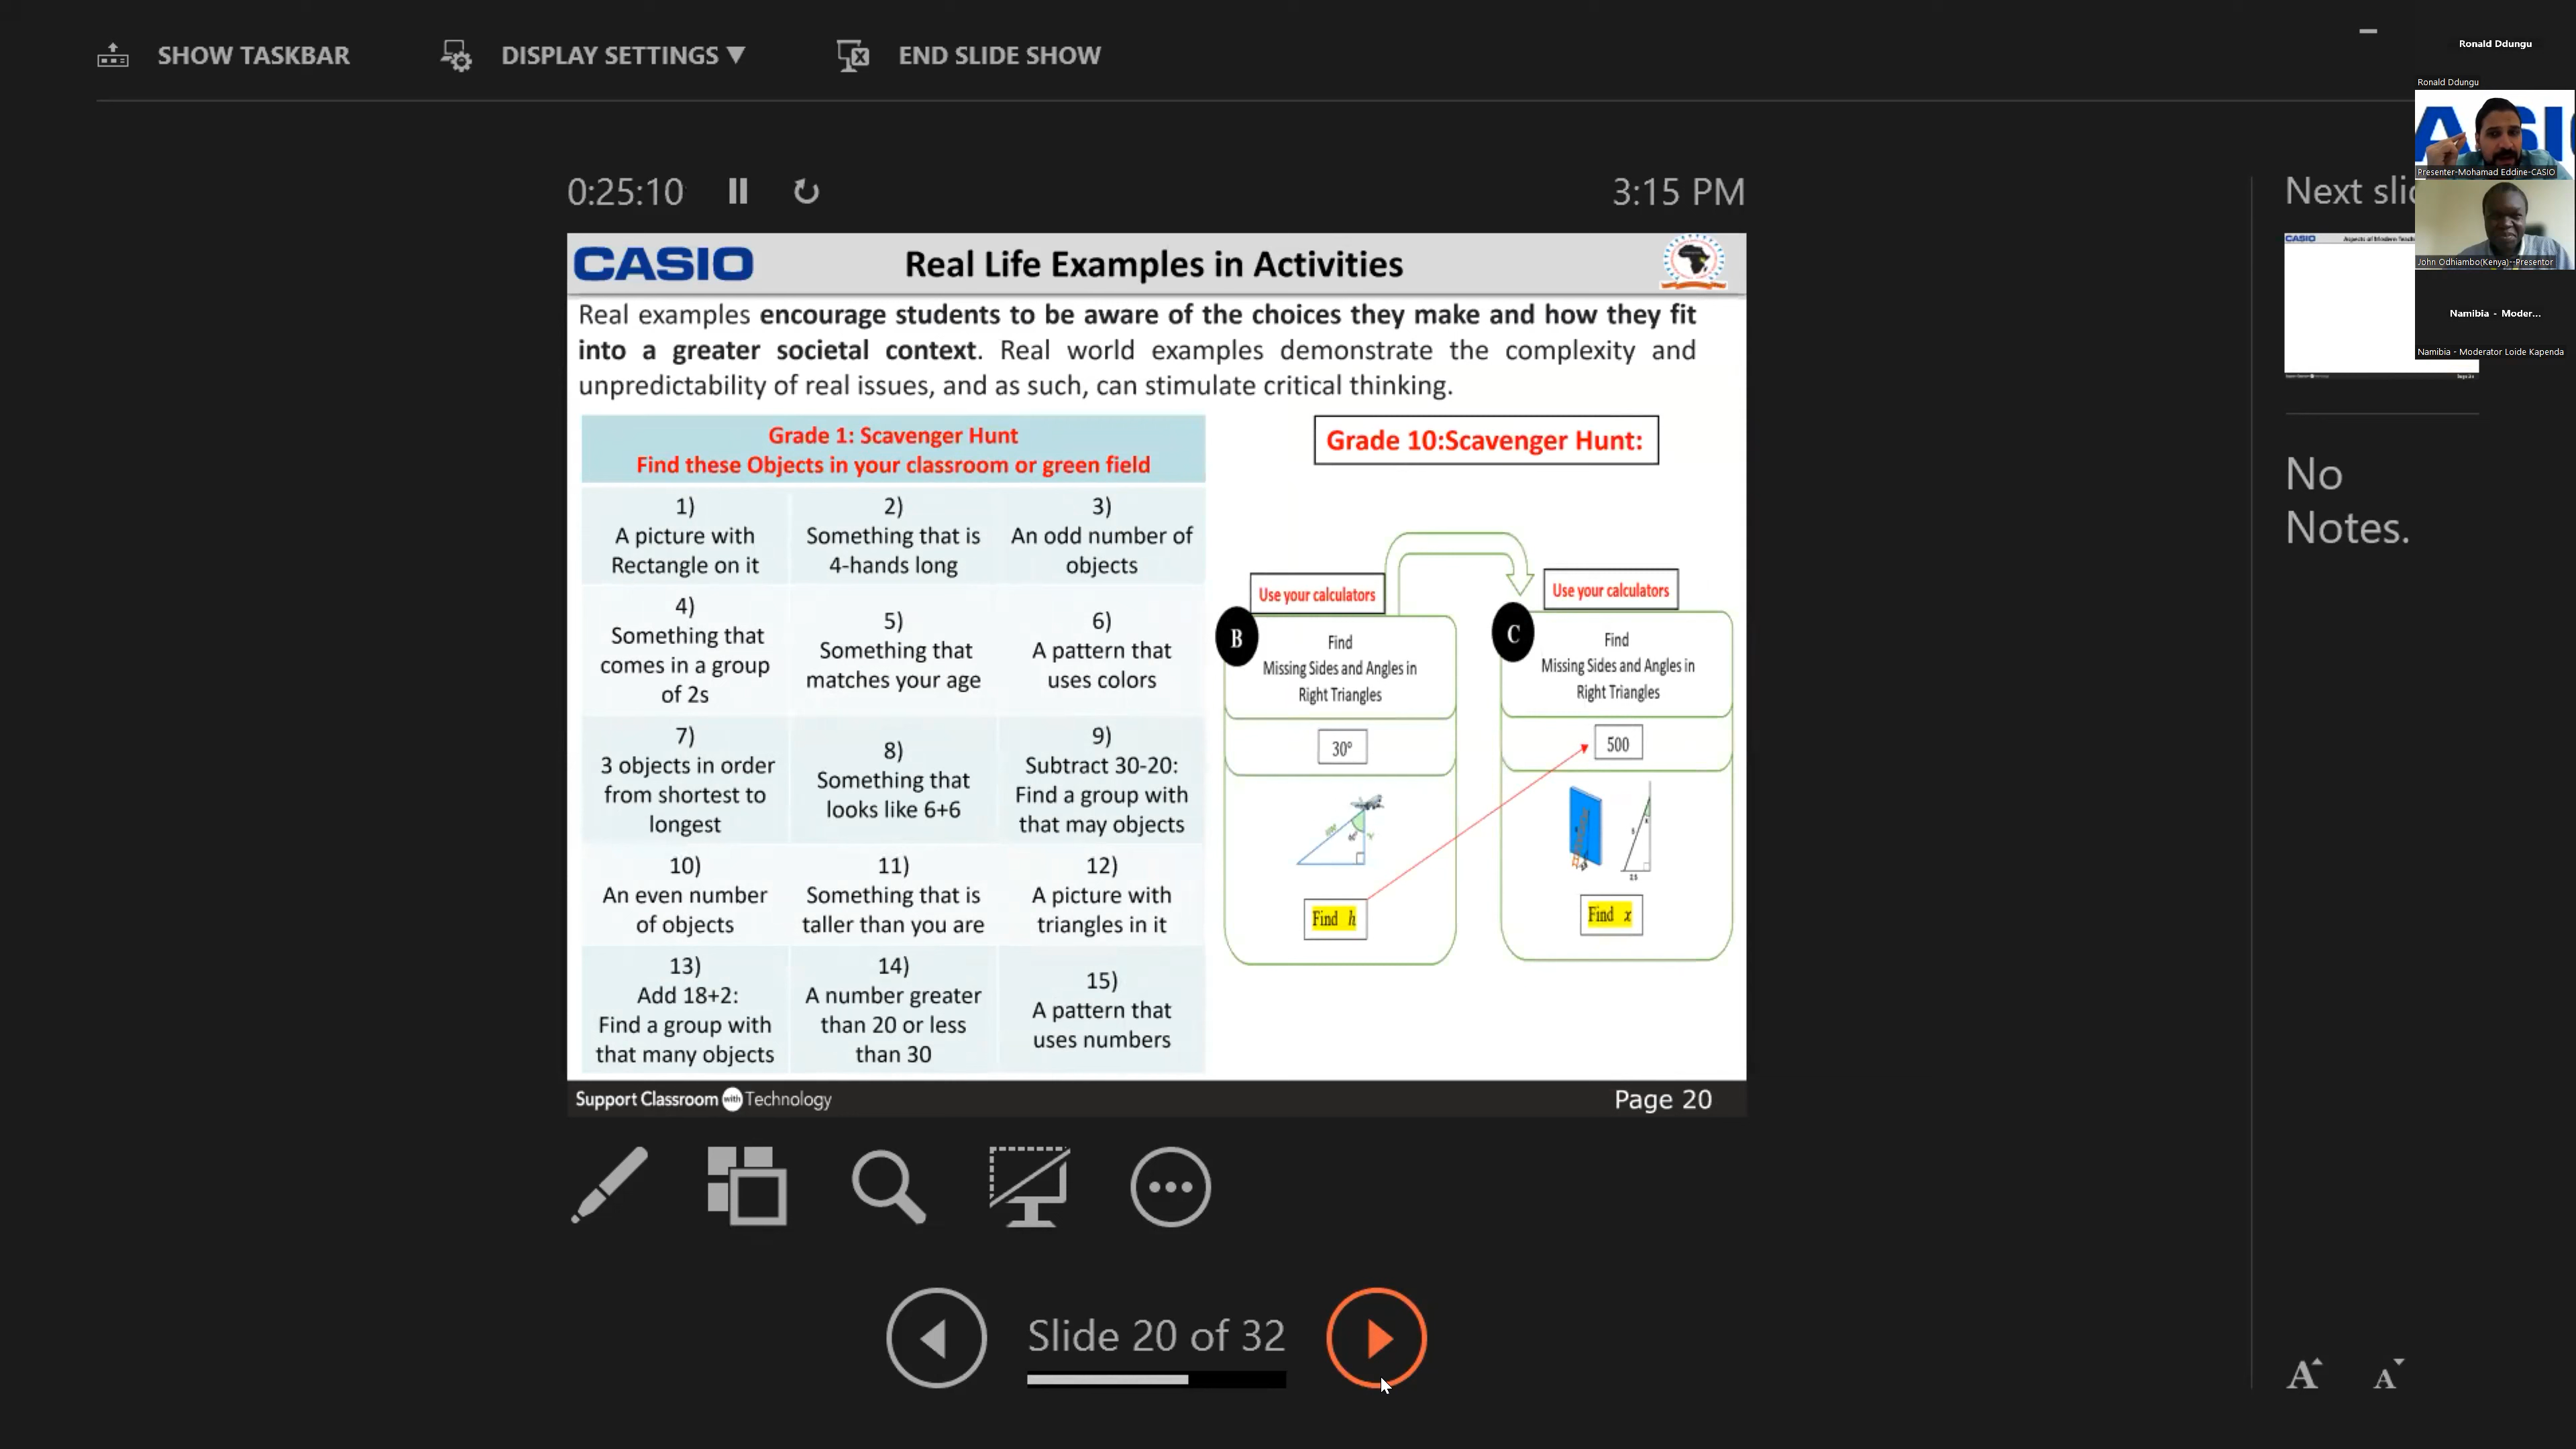 SHOW TASKBAR
DISPLAY SETTINGS ▼
END SLIDE SHOW
Ronald Ddungu
Ronald Ddungu
Presenter-Mohamad Eddine-CASIO
John Odhiambo(Kenya)--Presentor
Namibia - Moder...
Namibia - Moderator Loide Kapenda
0:25:10
3:15 PM
Next slic
CASIO
Real Life Examples in Activities
Real examples encourage students to be aware of the choices they make and how they fit
into a greater societal context. Real world examples demonstrate the complexity and
unpredictability of real issues, and as such, can stimulate critical thinking.
Grade 1: Scavenger Hunt
Find these Objects in your classroom or green field
1)
A picture with
Rectangle on it
2)
Something that is
4-hands long
3)
An odd number of
objects
4)
Something that
comes in a group
of 2s
5)
Something that
matches your age
6)
A pattern that
uses colors
7)
3 objects in order
from shortest to
longest
8)
Something that
looks like 6+6
9)
Subtract 30-20:
Find a group with
that may objects
10)
An even number
of objects
11)
Something that is
taller than you are
12)
A picture with
triangles in it
13)
Add 18+2:
Find a group with
that many objects
14)
A number greater
than 20 or less
than 30
15)
A pattern that
uses numbers
Grade 10:Scavenger Hunt:
Use your calculators
B
Find
Missing Sides and Angles in
Right Triangles
30º
60º
Find h
Use your calculators
C
Find
Missing Sides and Angles in
Right Triangles
500
5
x
2.5
Find x
Support Classroom with Technology
Page 20
Slide 20 of 32
CASIO
No
Notes.
A
A